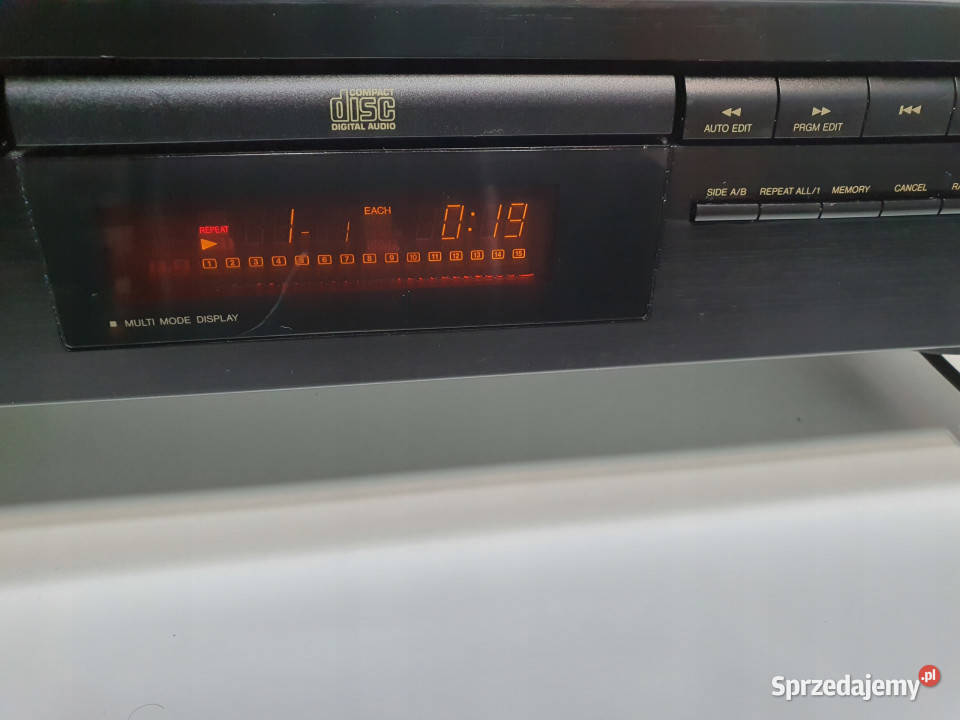 COMPACT
disc
DIGITAL AUDIO
AUTO EDIT
PRGM EDIT
SIDE A/B REPEAT ALL/1 MEMORY CANCEL
REPEAT
1- 1
EACH
0:19
1 2 3 4 5 6 7 8 9 10 11 12 13 14 15
MULTI MODE DISPLAY
Sprzedajemy.pl